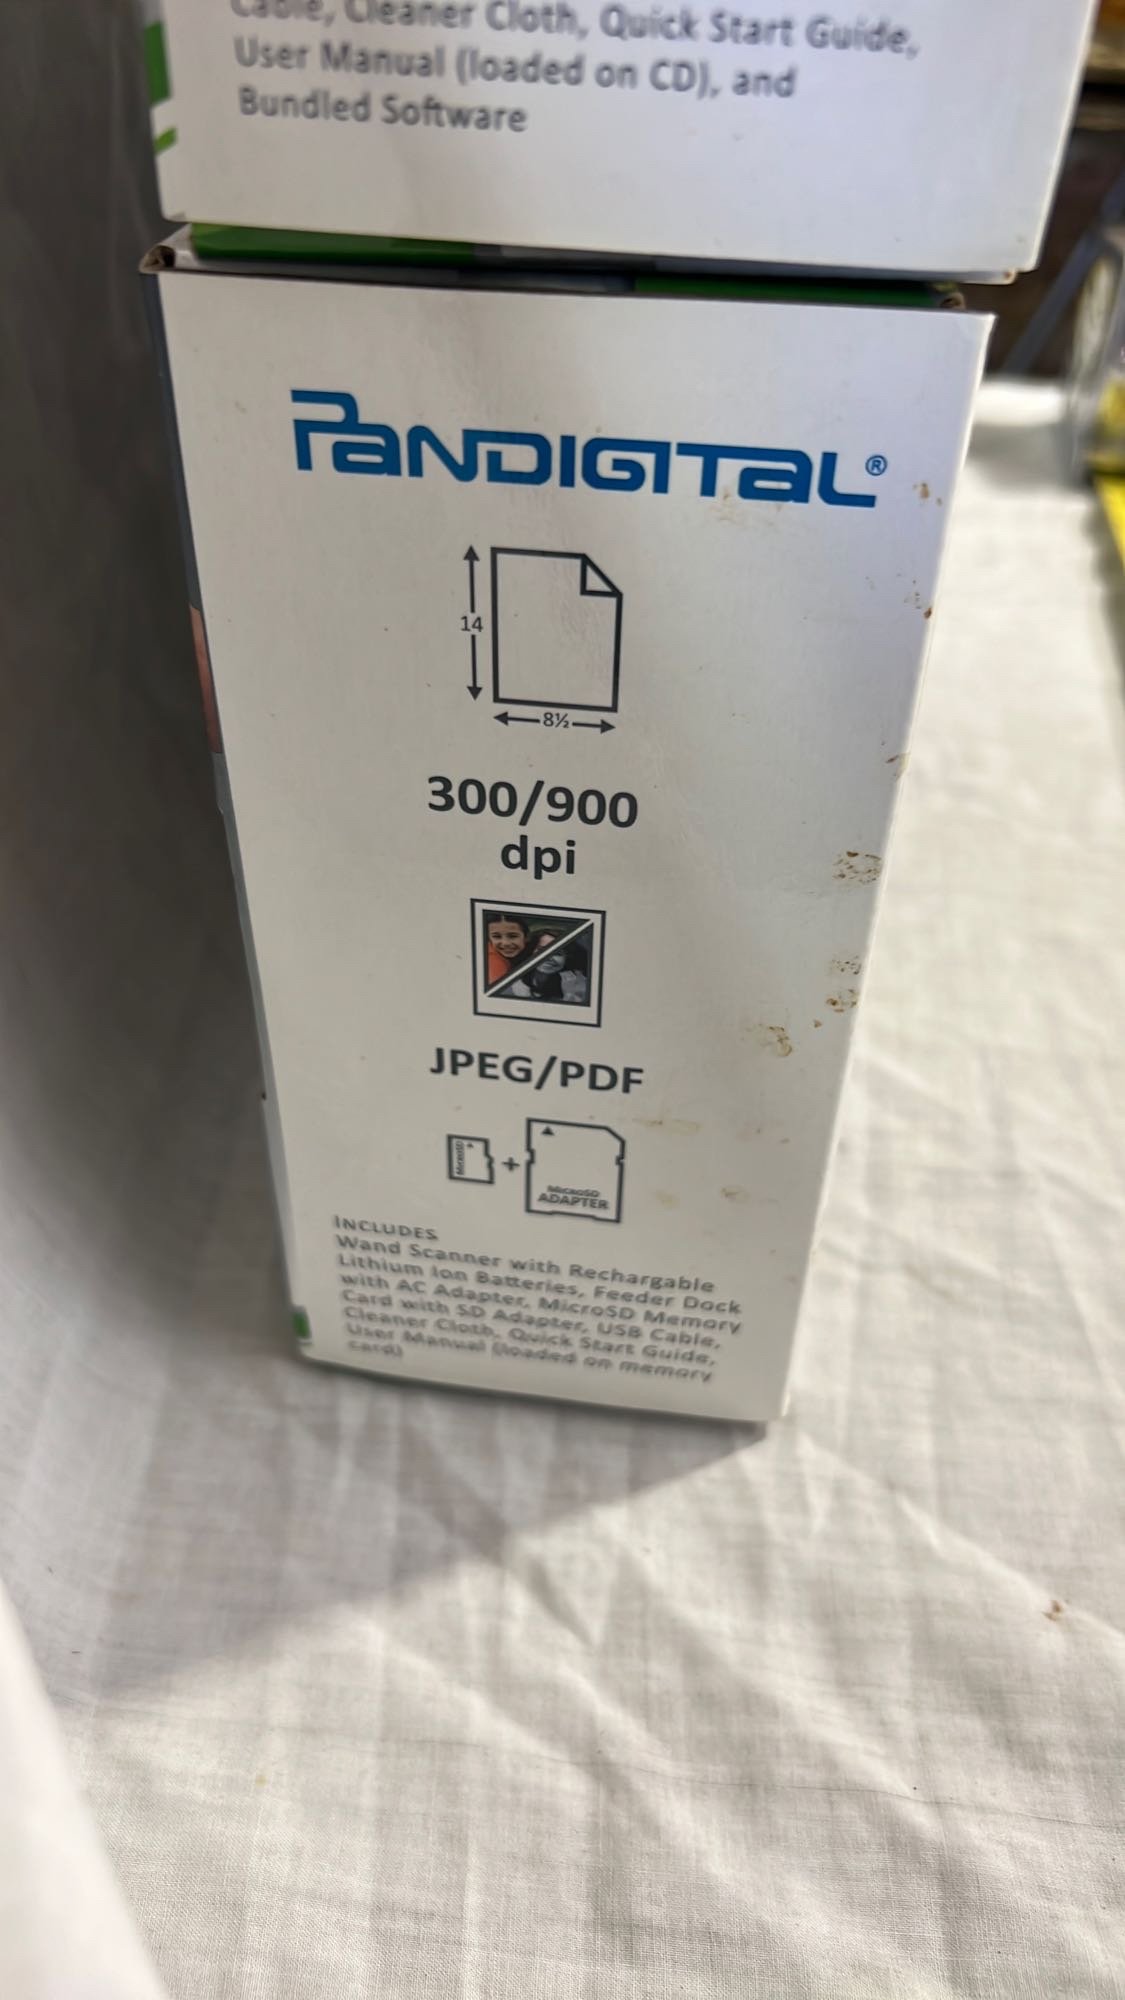 Cable, Cleaner Cloth, Quick Start Guide,
User Manual (loaded on CD), and
Bundled Software
PANDIGITAL®
14
8½
300/900
dpi
JPEG/PDF
MicroSD
+
MicroSD
ADAPTER
INCLUDES
Wand Scanner with Rechargable
Lithium Ion Batteries, Feeder Dock
with AC Adapter, MicroSD Memory
Card with SD Adapter, USB Cable,
Cleaner Cloth, Quick Start Guide,
User Manual (loaded on memory
card)